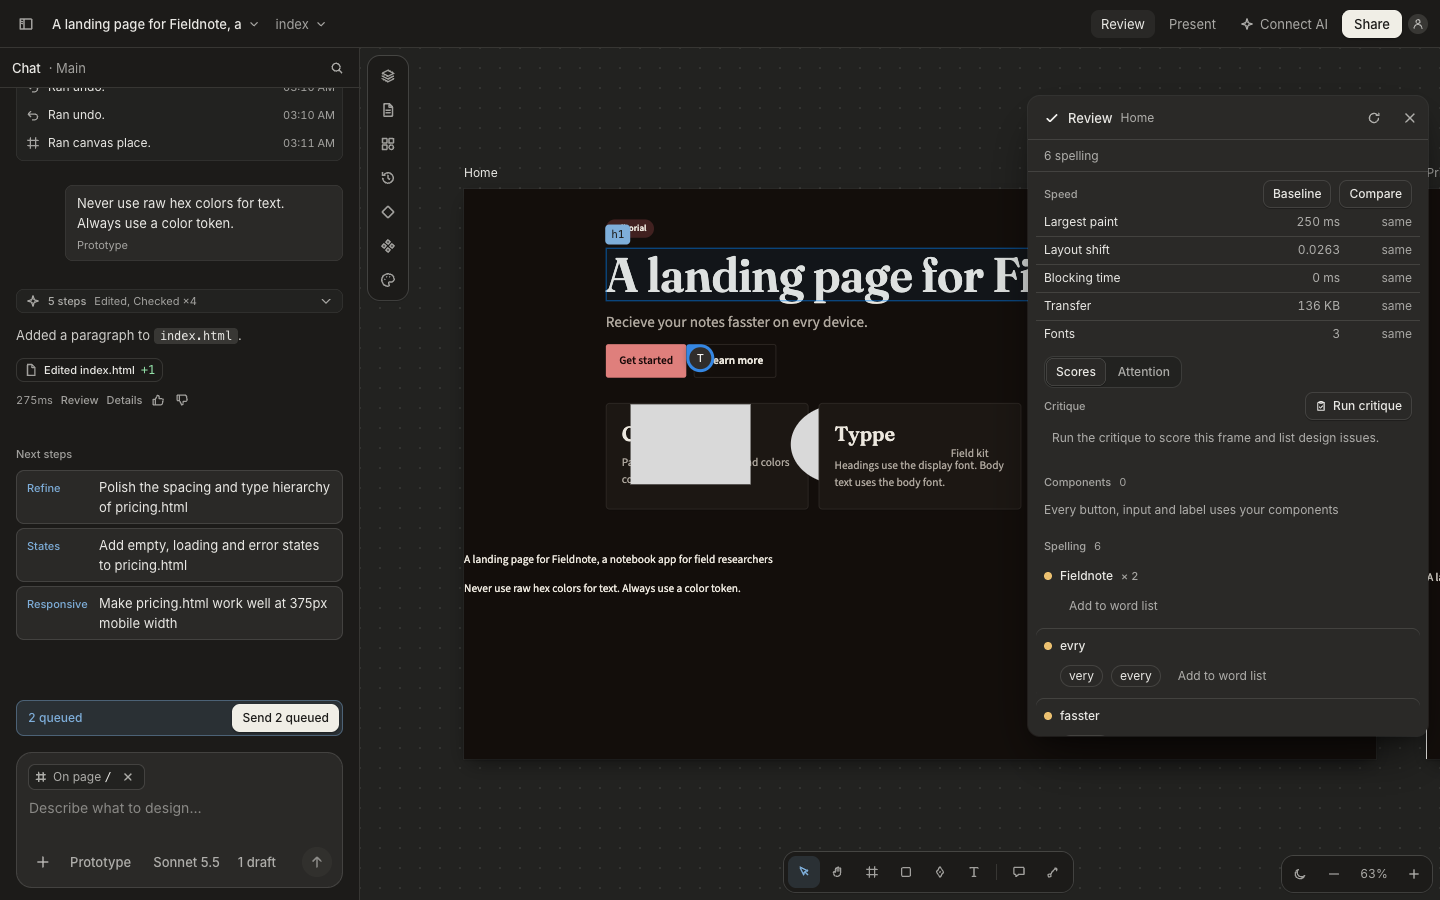 A landing page for Fieldnote, a
index
Review
Present
Connect AI
Share
Chat · Main
Ran undo. 03:10 AM
Ran undo. 03:10 AM
Ran canvas place. 03:11 AM
Never use raw hex colors for text.
Always use a color token.
Prototype
5 steps Edited, Checked ×4
Added a paragraph to index.html.
Edited index.html +1
275ms Review Details
Next steps
Refine Polish the spacing and type hierarchy
of pricing.html
States Add empty, loading and error states
to pricing.html
Responsive Make pricing.html work well at 375px
mobile width
2 queued
Send 2 queued
On page /
Describe what to design...
Prototype Sonnet 5.5 1 draft
Home
h1
A landing page for Fi
Recieve your notes fasster on evry device.
Get started
T
earn more
Typpe
Field kit
Headings use the display font. Body
text uses the body font.
colors
A landing page for Fieldnote, a notebook app for field researchers
Never use raw hex colors for text. Always use a color token.
Review Home
6 spelling
Speed
Baseline
Compare
Largest paint 250 ms same
Layout shift 0.0263 same
Blocking time 0 ms same
Transfer 136 KB same
Fonts 3 same
Scores
Attention
Critique
Run critique
Run the critique to score this frame and list design issues.
Components 0
Every button, input and label uses your components
Spelling 6
Fieldnote × 2
Add to word list
evry
very
every
Add to word list
fasster
63%